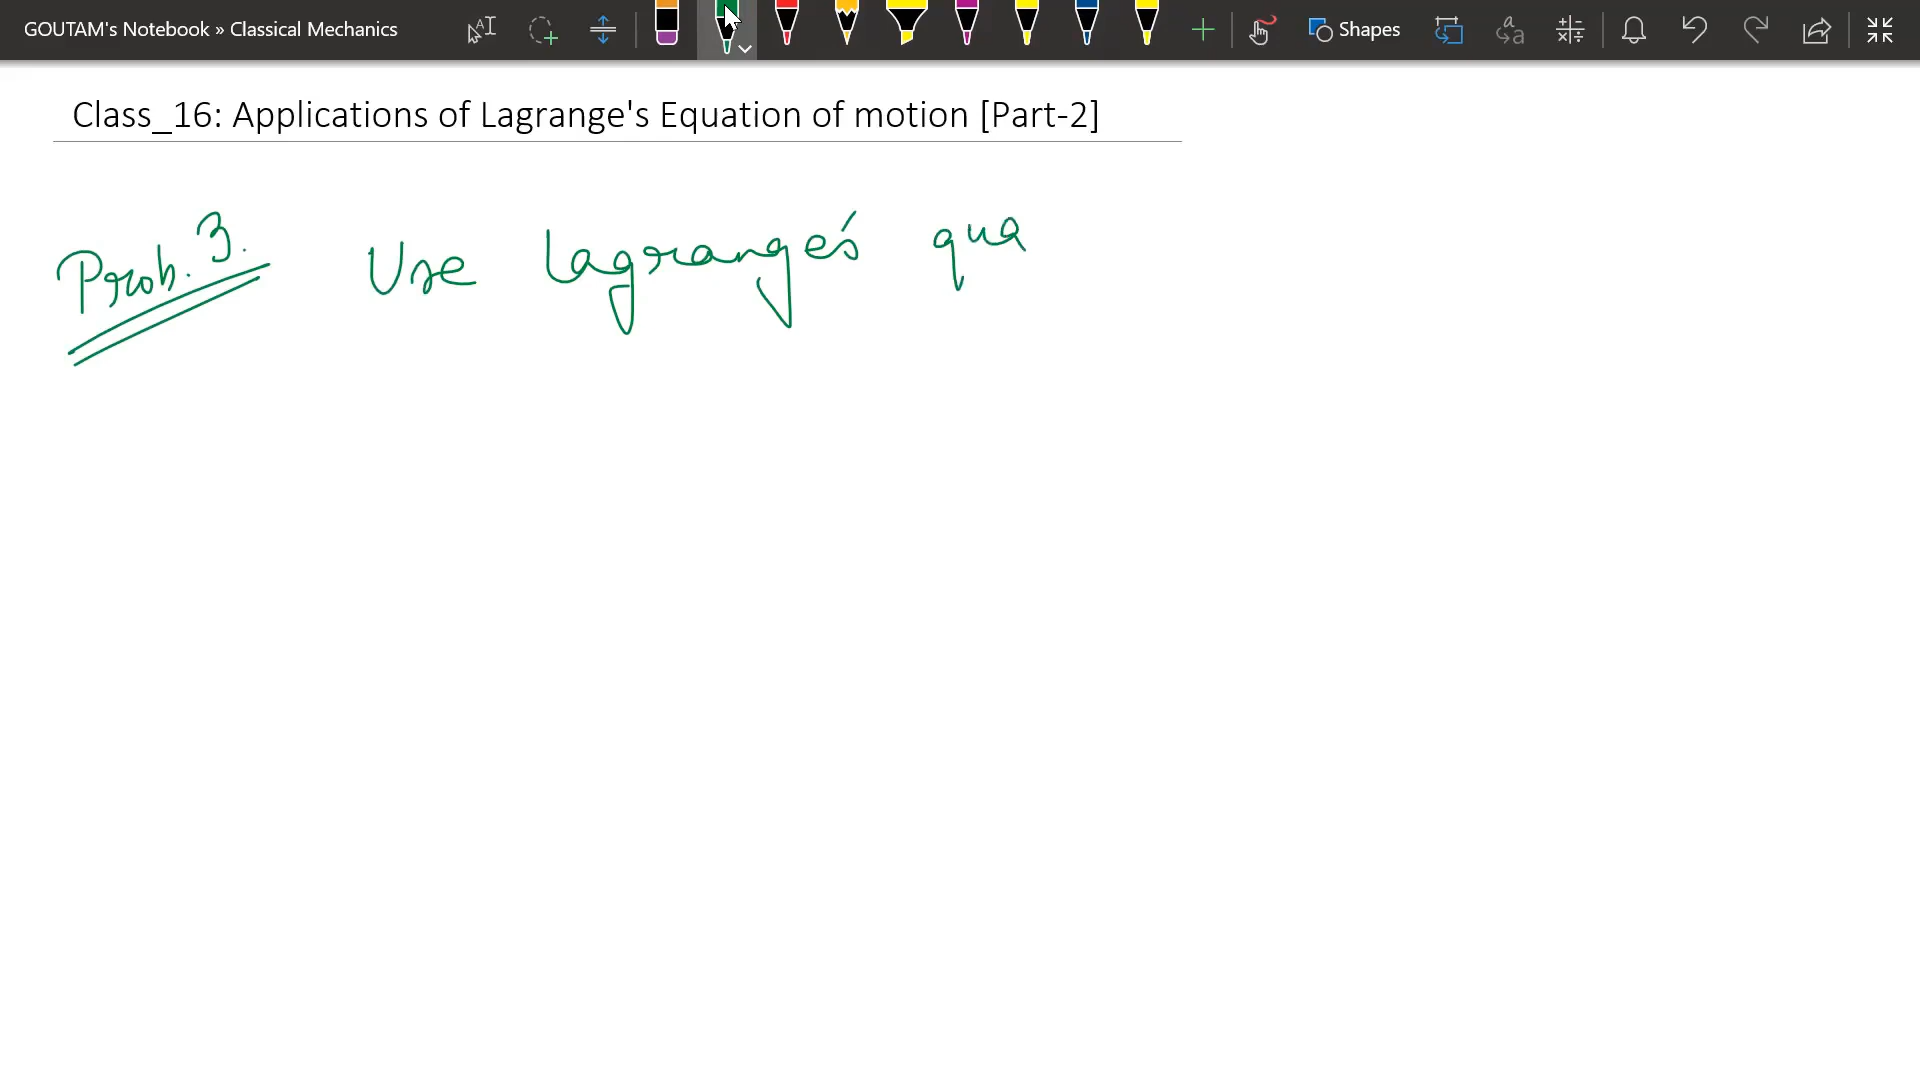 GOUTAM's Notebook » Classical Mechanics
Shapes
Class_16: Applications of Lagrange's Equation of motion [Part-2]
Prob. 3. Use Lagrange's qua